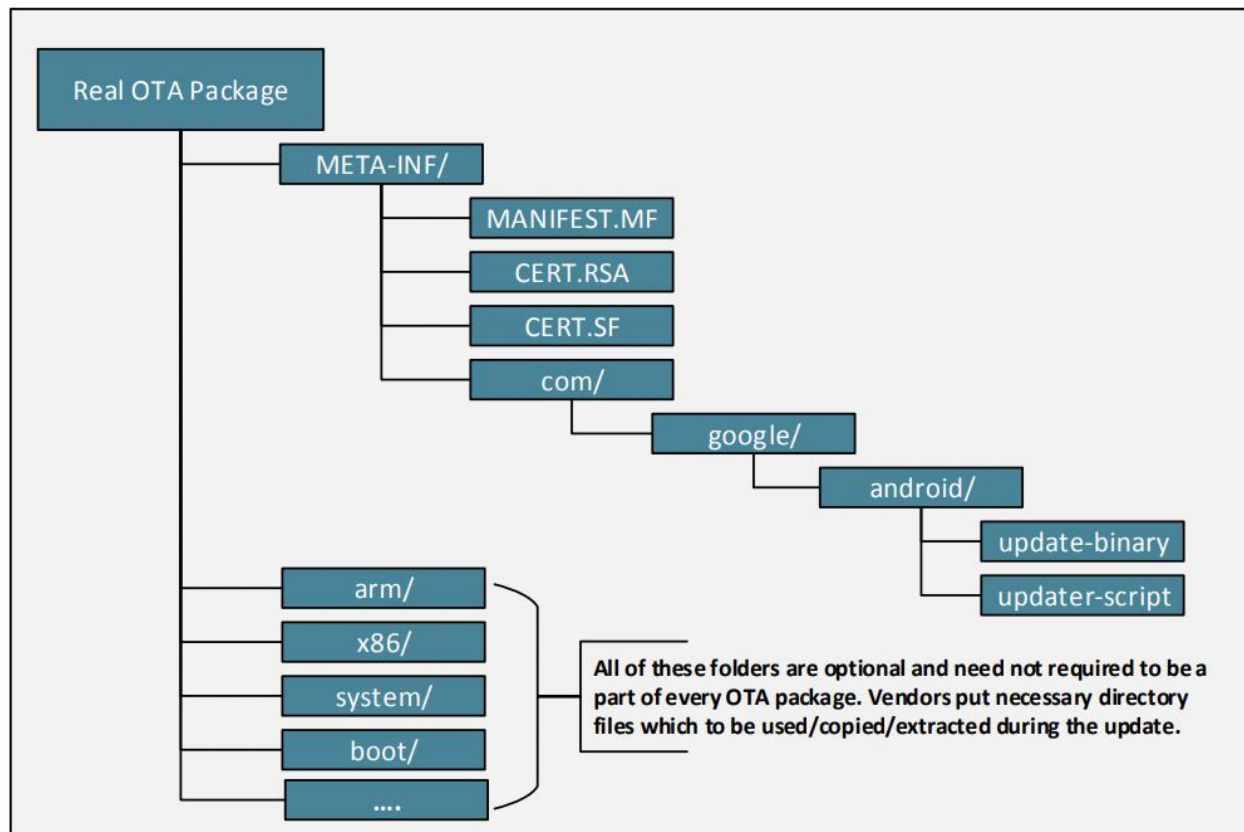 Real OTA Package
META-INF/
MANIFEST.MF
CERT.RSA
CERT.SF
com/
google/
android/
update-binary
updater-script
arm/
x86/
system/
boot/
....
All of these folders are optional and need not required to be a
part of every OTA package. Vendors put necessary directory
files which to be used/copied/extracted during the update.